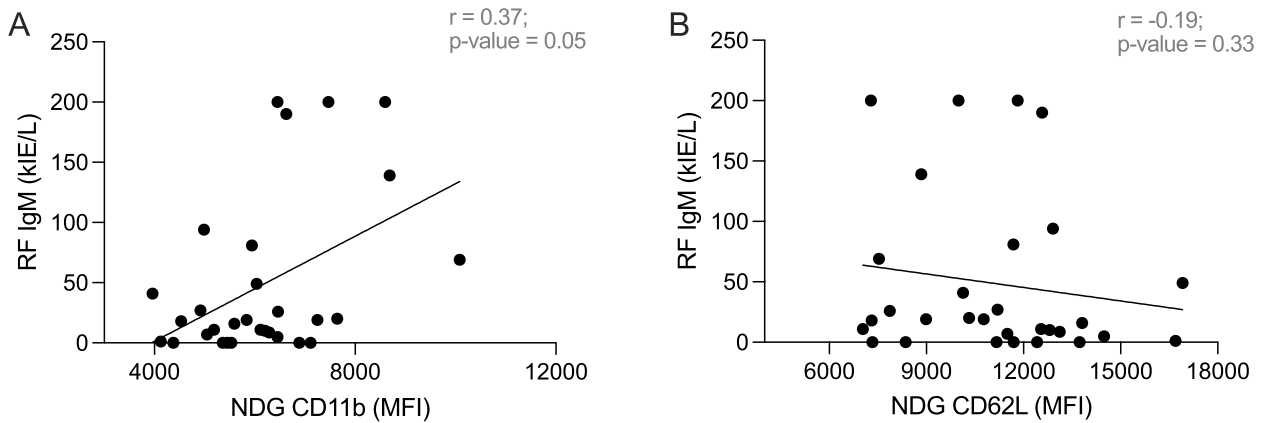 A
r = 0.37;
p-value = 0.05
RF IgM (kIE/L)
250
200
150
100
50
0
4000
8000
12000
NDG CD11b (MFI)
B
r = -0.19;
p-value = 0.33
RF IgM (kIE/L)
250
200
150
100
50
0
6000
9000
12000
15000
18000
NDG CD62L (MFI)